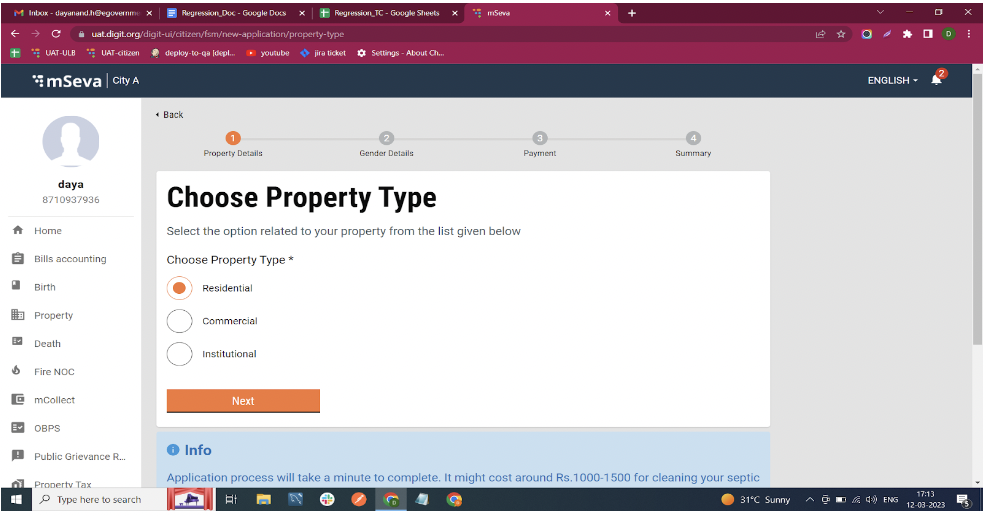 Inbox - dayanand.h@egovernme
Regression_Doc - Google Docs
Regression_TC - Google Sheets
mSeva
uat.digit.org/digit-ui/citizen/fsm/new-application/property-type
D
UAT-ULB
UAT-citizen
deploy-to-qa [depl...
youtube
jira ticket
Settings - About Ch...
mSeva | City A
ENGLISH
2
Back
1 2 3 4
Property Details Gender Details Payment Summary
daya
8710937936
Home
Bills accounting
Birth
Property
Death
Fire NOC
mCollect
OBPS
Public Grievance R...
Property Tax
Choose Property Type
Select the option related to your property from the list given below
Choose Property Type *
Residential
Commercial
Institutional
Next
Info
Application process will take a minute to complete. It might cost around Rs.1000-1500 for cleaning your septic
Type here to search
31°C Sunny
ENG
17:13
12-03-2023
5